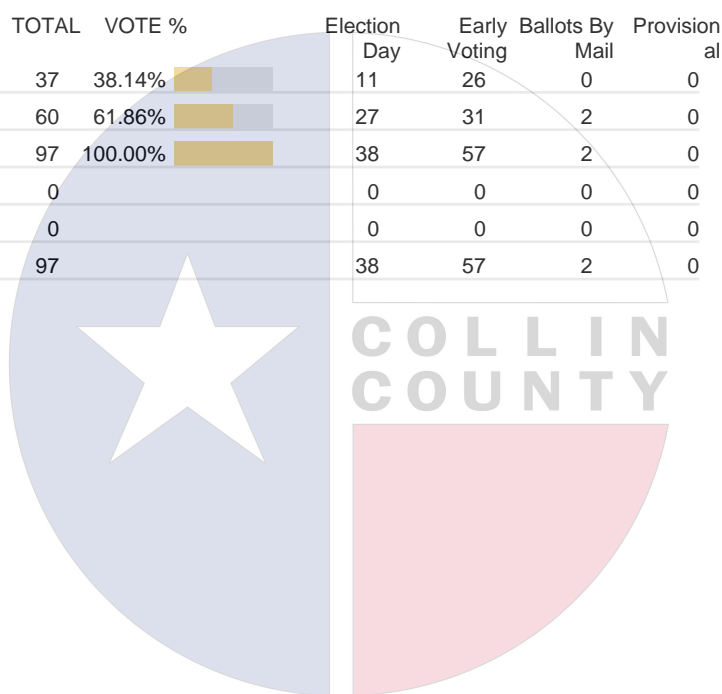 TOTAL VOTE % Election Day Early Voting Ballots By Mail Provisional
37 38.14% 11 26 0 0
60 61.86% 27 31 2 0
97 100.00% 38 57 2 0
0 0 0 0 0
0 0 0 0 0
97 38 57 2 0
COLLIN
COUNTY